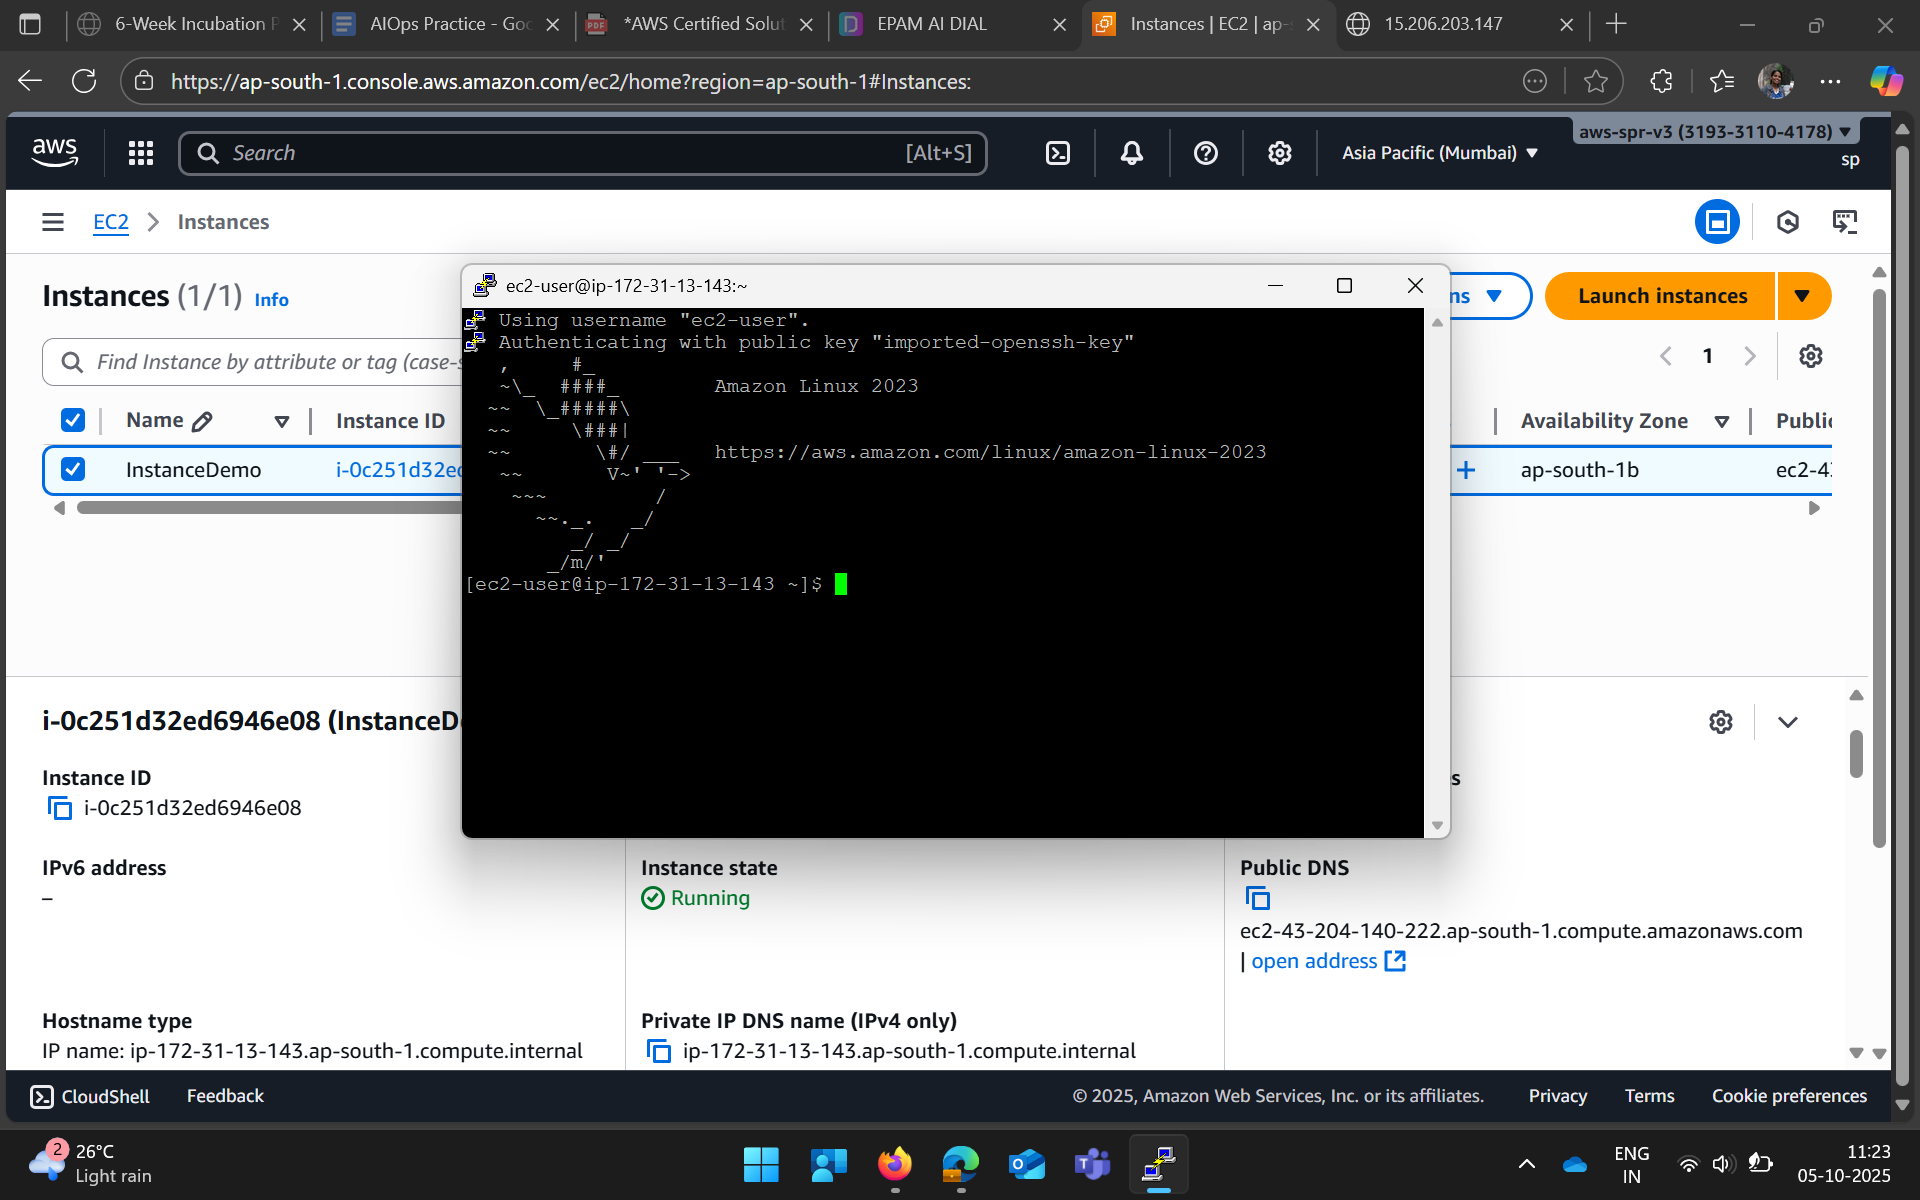 6-Week Incubation P
AIOps Practice - Goc
*AWS Certified Solut
EPAM AI DIAL
Instances | EC2 | ap-s
15.206.203.147
https://ap-south-1.console.aws.amazon.com/ec2/home?region=ap-south-1#Instances:
aws
Search
[Alt+S]
Asia Pacific (Mumbai)
aws-spr-v3 (3193-3110-4178)
sp
EC2
Instances
Instances (1/1)
Info
ns
Launch instances
Find Instance by attribute or tag (case-s
1
Name
Instance ID
Availability Zone
Public
InstanceDemo
i-0c251d32ed
ap-south-1b
ec2-43
ec2-user@ip-172-31-13-143:~
Using username "ec2-user".
Authenticating with public key "imported-openssh-key"
   ,     #_
   ~\_  ####_        Amazon Linux 2023
  ~~  \_#####\
  ~~     \###|
  ~~       \#/ ___   https://aws.amazon.com/linux/amazon-linux-2023
   ~~       V~' '->
    ~~~         /
      ~~._.   _/
         _/ _/
       _/m/'
[ec2-user@ip-172-31-13-143 ~]$
i-0c251d32ed6946e08 (InstanceD
Instance ID
i-0c251d32ed6946e08
s
IPv6 address
–
Instance state
Running
Public DNS
ec2-43-204-140-222.ap-south-1.compute.amazonaws.com
| open address
Hostname type
IP name: ip-172-31-13-143.ap-south-1.compute.internal
Private IP DNS name (IPv4 only)
ip-172-31-13-143.ap-south-1.compute.internal
CloudShell
Feedback
© 2025, Amazon Web Services, Inc. or its affiliates.
Privacy
Terms
Cookie preferences
2
26°C
Light rain
ENG
IN
11:23
05-10-2025